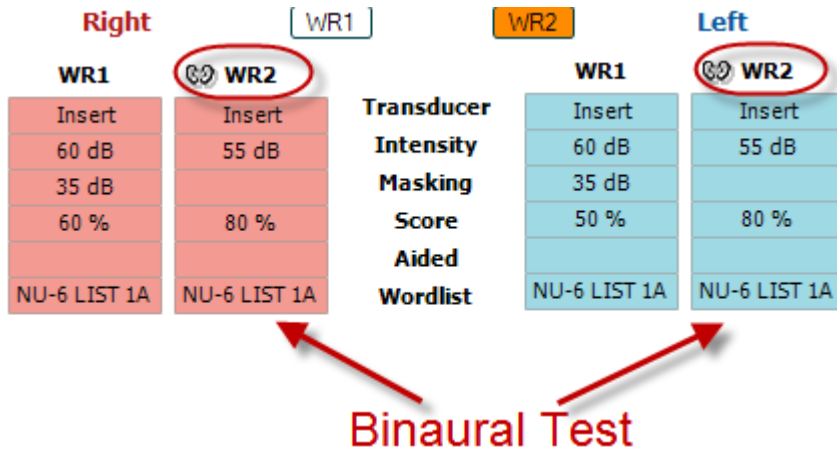 Right WR1 WR2 Left
WR1 WR2 WR1 WR2
Insert Insert Transducer Insert Insert
60 dB 55 dB Intensity 60 dB 55 dB
35 dB Masking 35 dB
60 % 80 % Score 50 % 80 %
Aided
NU-6 LIST 1A NU-6 LIST 1A Wordlist NU-6 LIST 1A NU-6 LIST 1A
Binaural Test